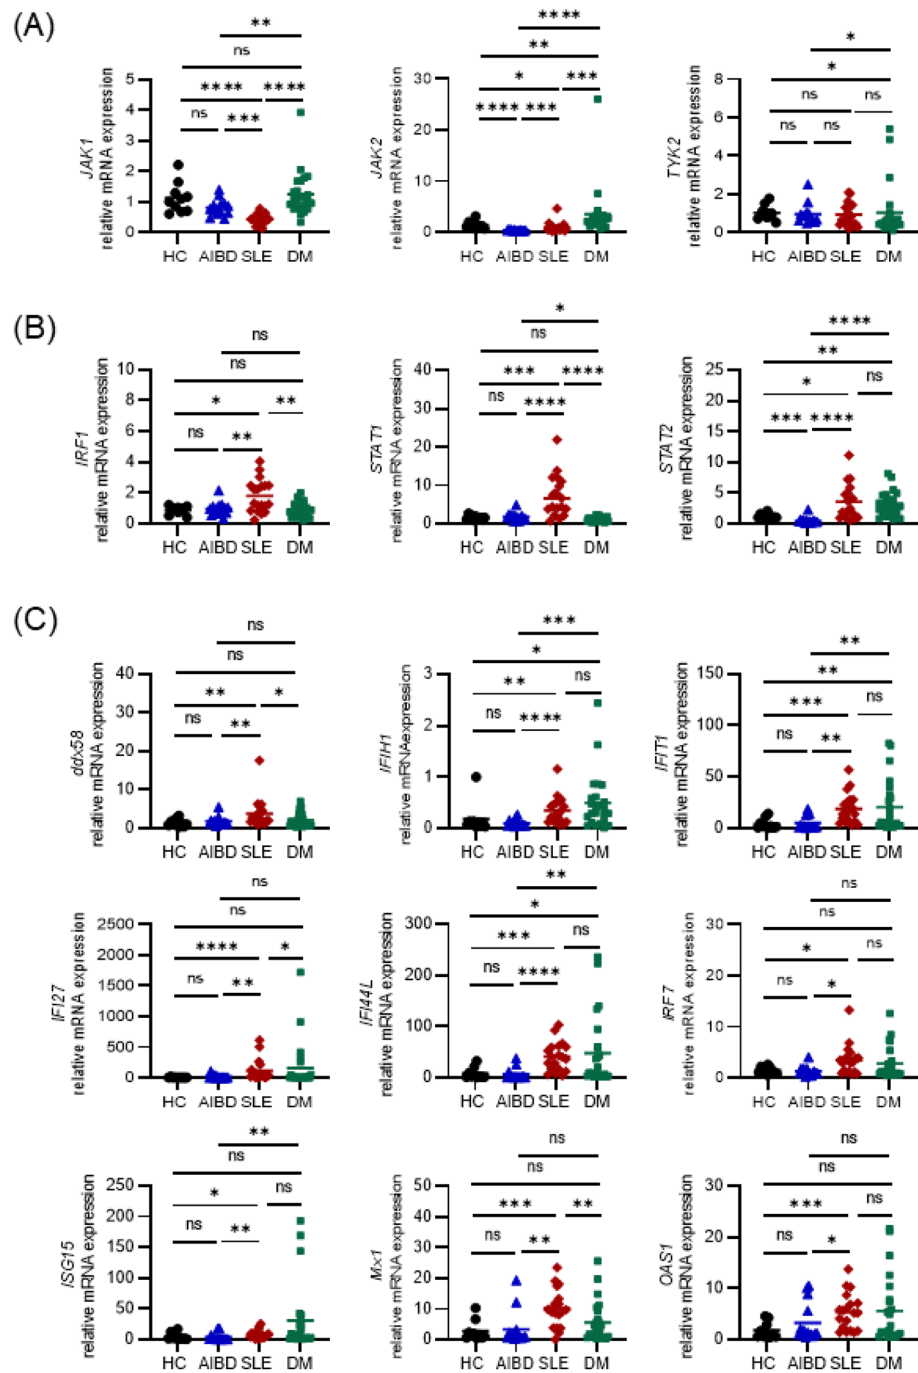 (A)
JAK1
relative mRNA expression
5
4
3
2
1
0
**
ns
**** ****
ns ***
HC AIBD SLE DM
JAK2
relative mRNA expression
30
20
10
0
****
**
* ***
**** ***
HC AIBD SLE DM
TYK2
relative mRNA expression
8
6
4
2
0
*
*
ns ns
ns ns
HC AIBD SLE DM
(B)
IRF1
relative mRNA expression
10
8
6
4
2
0
ns
ns
* **
ns **
HC AIBD SLE DM
STAT1
relative mRNA expression
40
30
20
10
0
*
ns
*** ****
ns ****
HC AIBD SLE DM
STAT2
relative mRNA expression
25
20
15
10
5
0
****
**
* ns
*** ****
HC AIBD SLE DM
(C)
ddx58
relative mRNA expression
40
30
20
10
0
ns
ns
** *
ns **
HC AIBD SLE DM
IFIH1
relative mRNAexpression
3
2
1
0
***
*
** ns
ns ****
HC AIBD SLE DM
IFIT1
relative mRNA expression
150
100
50
0
**
**
*** ns
ns **
HC AIBD SLE DM
IFI27
relative mRNA expression
2500
2000
1500
1000
500
0
ns
ns
**** *
ns **
HC AIBD SLE DM
IFI44L
relative mRNA expression
300
200
100
0
**
*
*** ns
ns ****
HC AIBD SLE DM
IRF7
relative mRNA expression
30
20
10
0
ns
ns
* ns
ns *
HC AIBD SLE DM
ISG15
relative mRNA expression
250
200
150
100
50
0
**
ns
* ns
ns **
HC AIBD SLE DM
Mx1
relative mRNA expression
50
40
30
20
10
0
ns
ns
*** **
ns **
HC AIBD SLE DM
OAS1
relative mRNA expression
30
20
10
0
ns
ns
*** ns
ns *
HC AIBD SLE DM